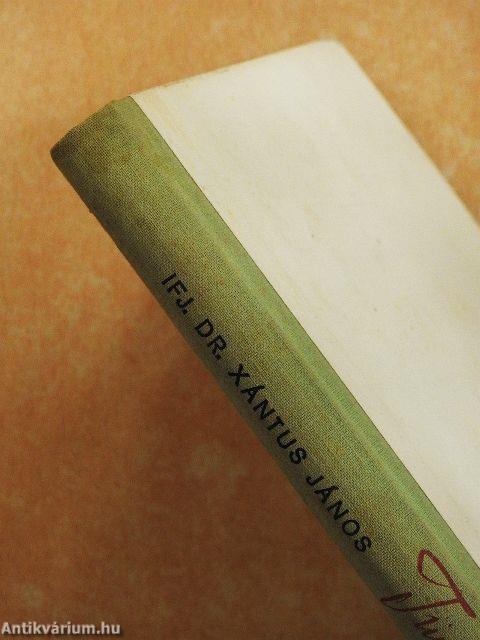 IFJ. DR. XÁNTUS JÁNOS
Antikvárium.hu